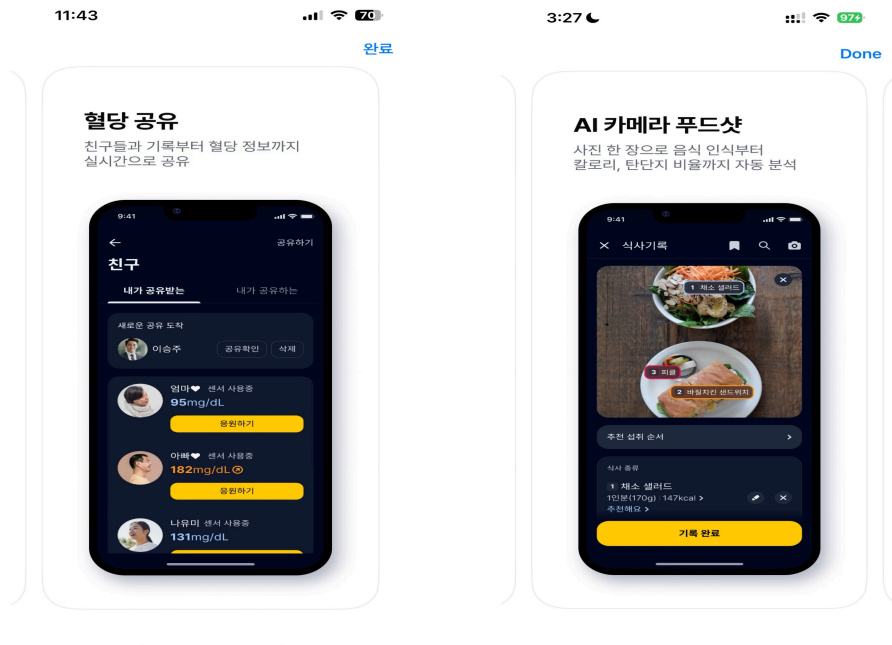 11:43
70
완료
혈당 공유
친구들과 기록부터 혈당 정보까지
실시간으로 공유
9:41
공유하기
친구
내가 공유받는
내가 공유하는
새로운 공유 도착
이승주
공유확인
삭제
엄마♥ 센서 사용중
95mg/dL
응원하기
아빠♥ 센서 사용중
182mg/dL
응원하기
나유미 센서 사용중
131mg/dL
3:27
97
Done
AI 카메라 푸드샷
사진 한 장으로 음식 인식부터
칼로리, 탄단지 비율까지 자동 분석
9:41
식사기록
1 채소 샐러드
3 피클
2 바질치킨 샌드위치
추천 섭취 순서
식사 종류
1 채소 샐러드
1인분(170g) 147kcal >
추천해요 >
기록 완료